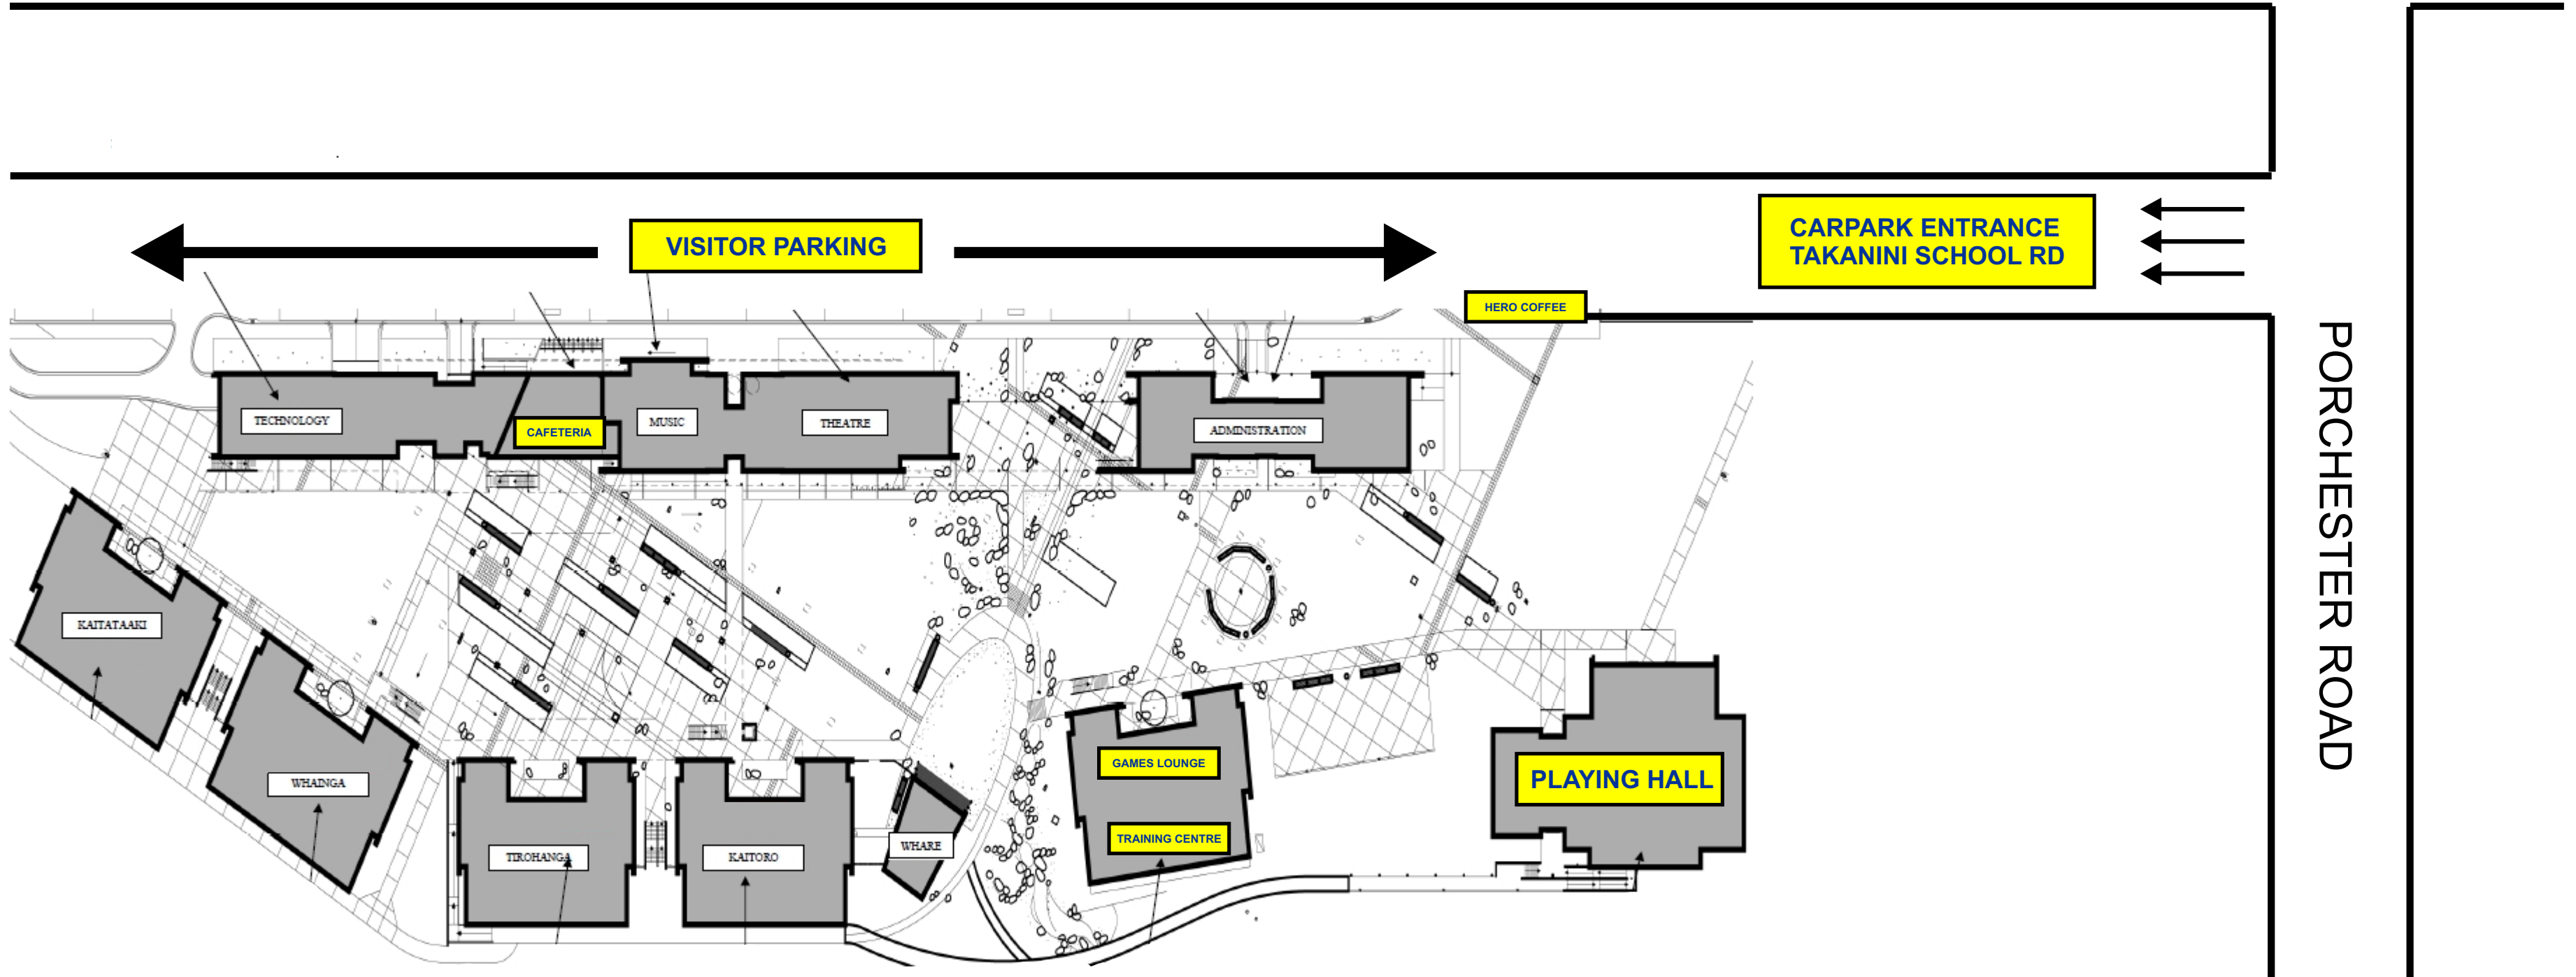 VISITOR PARKING
CARPARK ENTRANCE
TAKANINI SCHOOL RD
HERO COFFEE
PORCHESTER ROAD
TECHNOLOGY
CAFETERIA
MUSIC
THEATRE
ADMINISTRATION
KAITATAAKI
WHAINGA
TIROHANGA
KAITORO
WHARE
GAMES LOUNGE
TRAINING CENTRE
PLAYING HALL